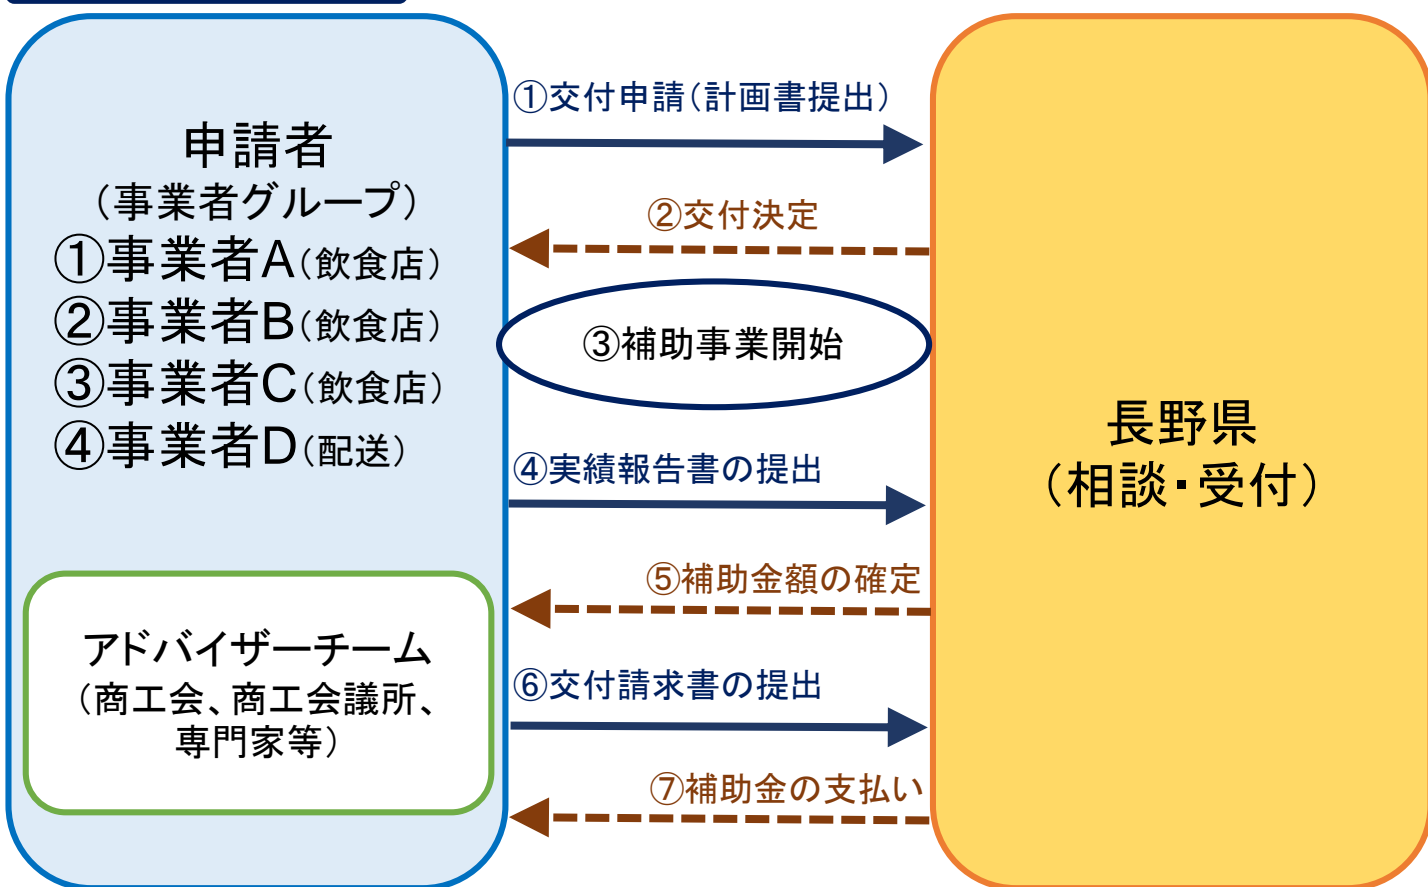 申請者
（事業者グループ）
①事業者A（飲食店）
②事業者B（飲食店）
③事業者C（飲食店）
④事業者D（配送）
アドバイザーチーム
（商工会、商工会議所、
専門家等）
①交付申請（計画書提出）
②交付決定
③補助事業開始
④実績報告書の提出
⑤補助金額の確定
⑥交付請求書の提出
⑦補助金の支払い
長野県
（相談・受付）